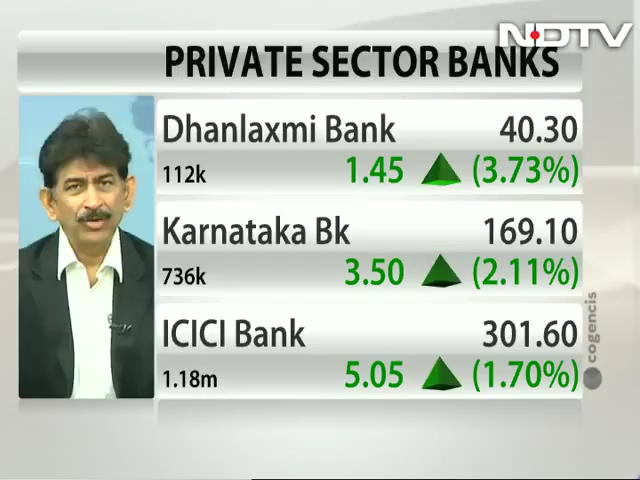 NDTV
PRIVATE SECTOR BANKS
Dhanlaxmi Bank 40.30
112k 1.45 (3.73%)
Karnataka Bk 169.10
736k 3.50 (2.11%)
ICICI Bank 301.60
1.18m 5.05 (1.70%)
cogencis